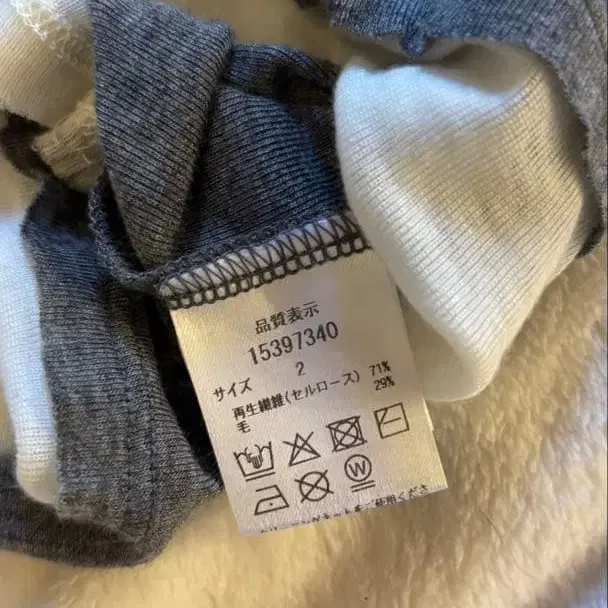 品質表示
15397340
サイズ 2
再生繊維(セルロース) 71%
毛 29%
W